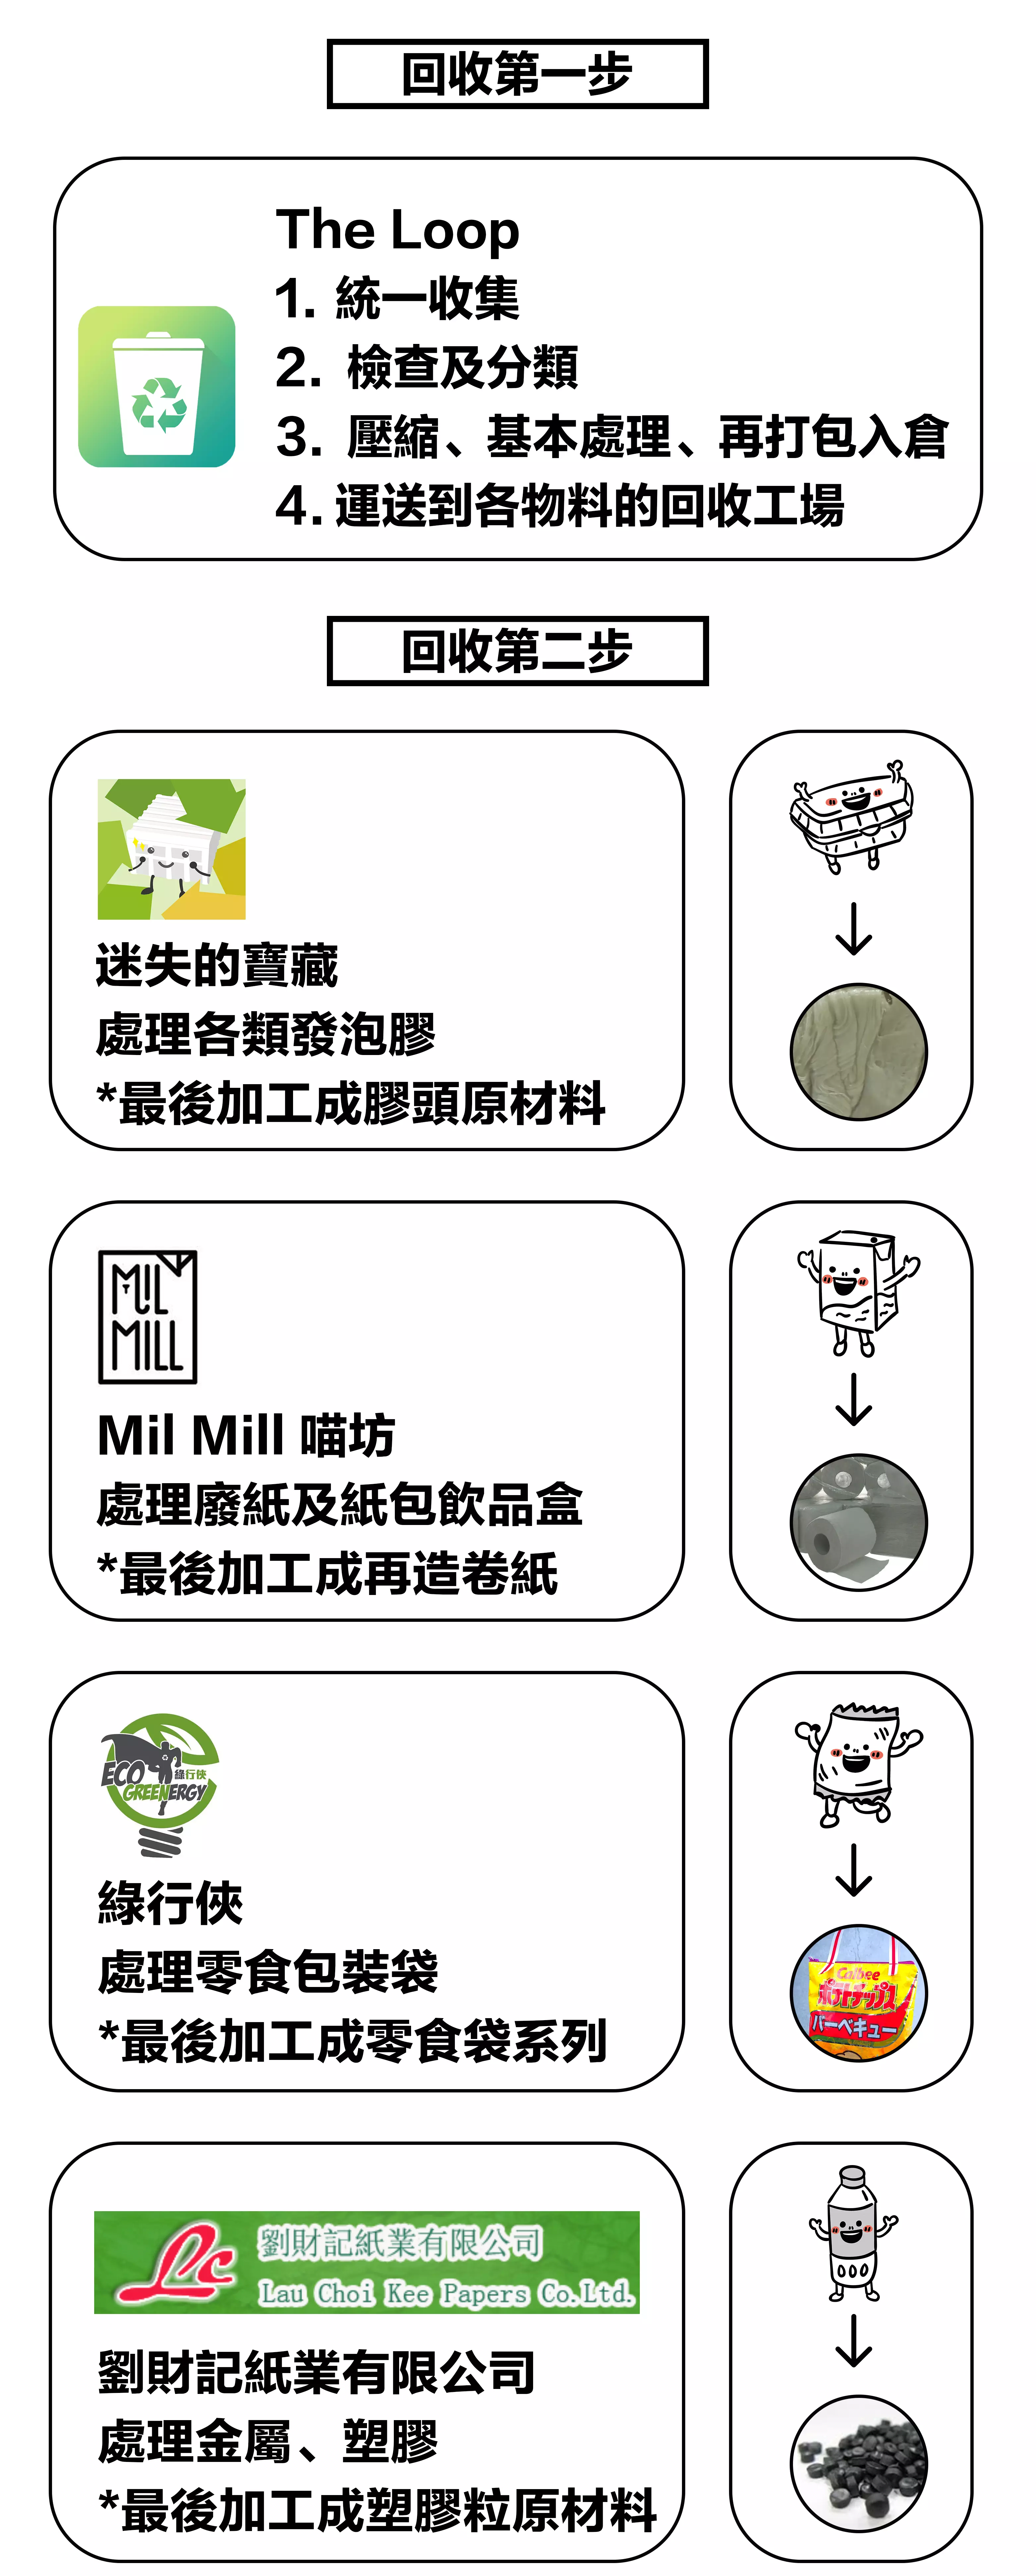 回收第一步
The Loop
1. 統一收集
2. 檢查及分類
3. 壓縮、基本處理、再打包入倉
4. 運送到各物料的回收工場
回收第二步
迷失的寶藏
處理各類發泡膠
*最後加工成膠頭原材料
MIL
MILL
Mil Mill 喵坊
處理廢紙及紙包飲品盒
*最後加工成再造卷紙
ECO 綠行俠
GREENERGY
綠行俠
處理零食包裝袋
*最後加工成零食袋系列
Calbee
ポテトチップス
バーベキュー
Lc 劉財記紙業有限公司
Lau Choi Kee Papers Co.Ltd.
劉財記紙業有限公司
處理金屬、塑膠
*最後加工成塑膠粒原材料